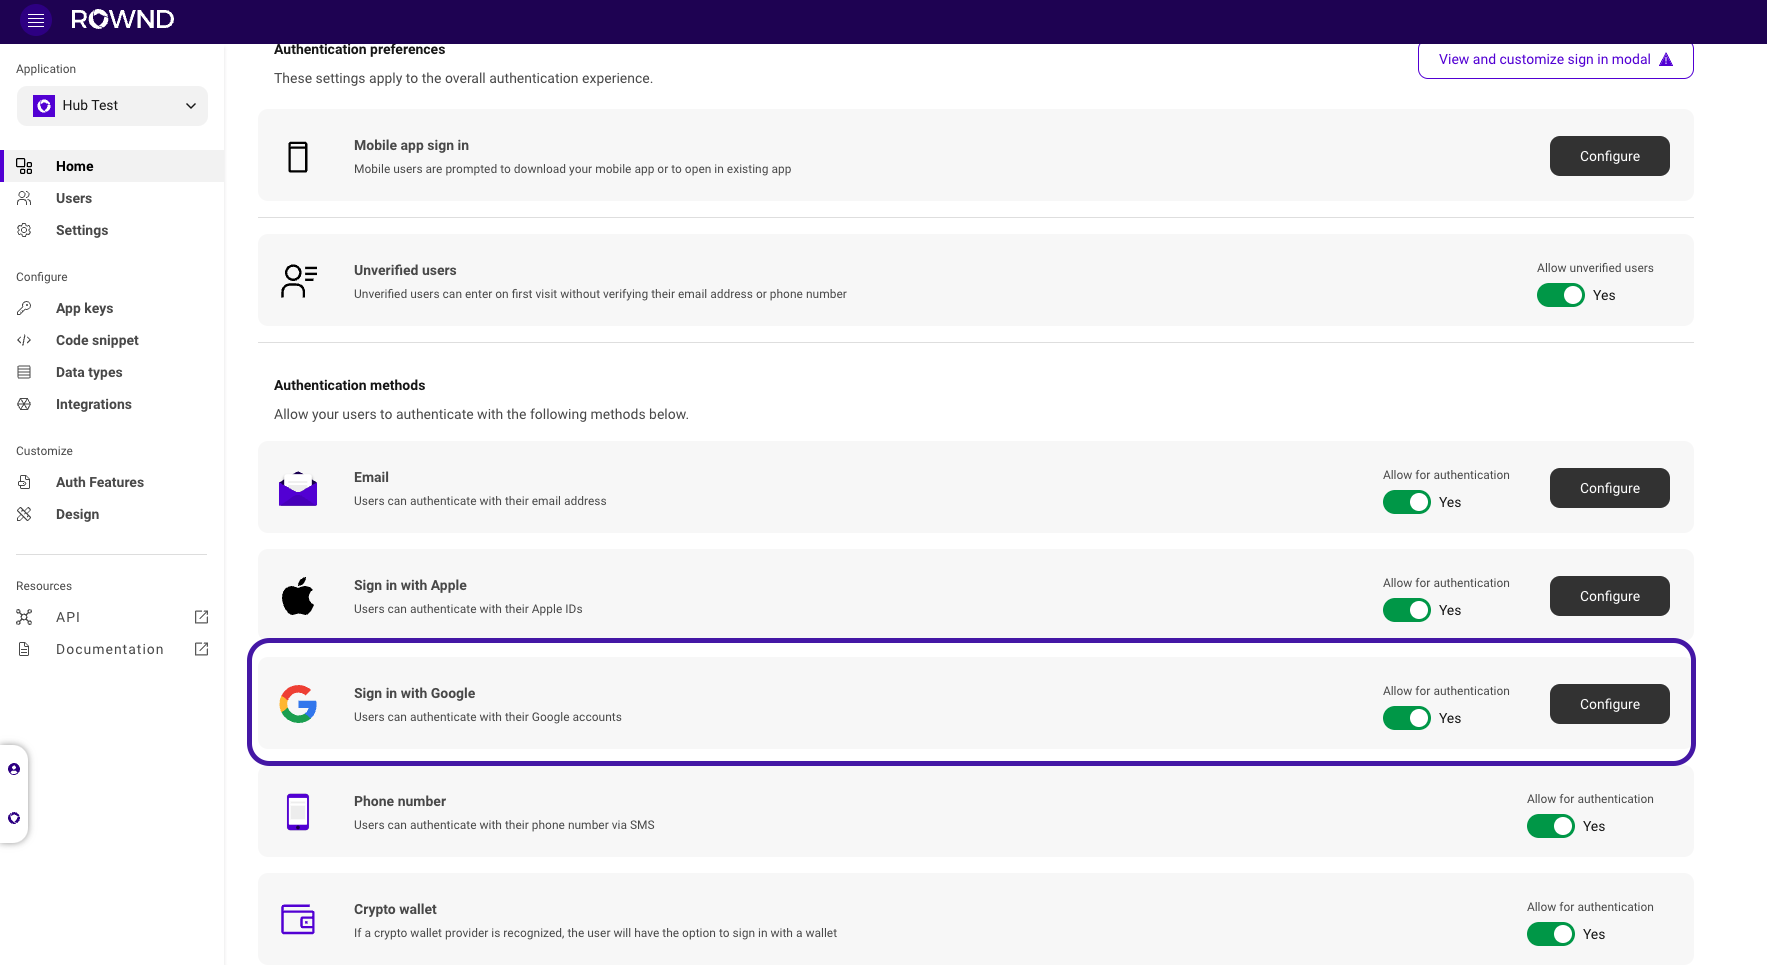 ROWND
Application
Hub Test
Home
Users
Settings
Configure
App keys
Code snippet
Data types
Integrations
Customize
Auth Features
Design
Resources
API
Documentation
Authentication preferences
These settings apply to the overall authentication experience.
View and customize sign in modal
Mobile app sign in
Mobile users are prompted to download your mobile app or to open in existing app
Configure
Unverified users
Unverified users can enter on first visit without verifying their email address or phone number
Allow unverified users
Yes
Authentication methods
Allow your users to authenticate with the following methods below.
Email
Users can authenticate with their email address
Allow for authentication
Yes
Configure
Sign in with Apple
Users can authenticate with their Apple IDs
Allow for authentication
Yes
Configure
Sign in with Google
Users can authenticate with their Google accounts
Allow for authentication
Yes
Configure
Phone number
Users can authenticate with their phone number via SMS
Allow for authentication
Yes
Crypto wallet
If a crypto wallet provider is recognized, the user will have the option to sign in with a wallet
Allow for authentication
Yes